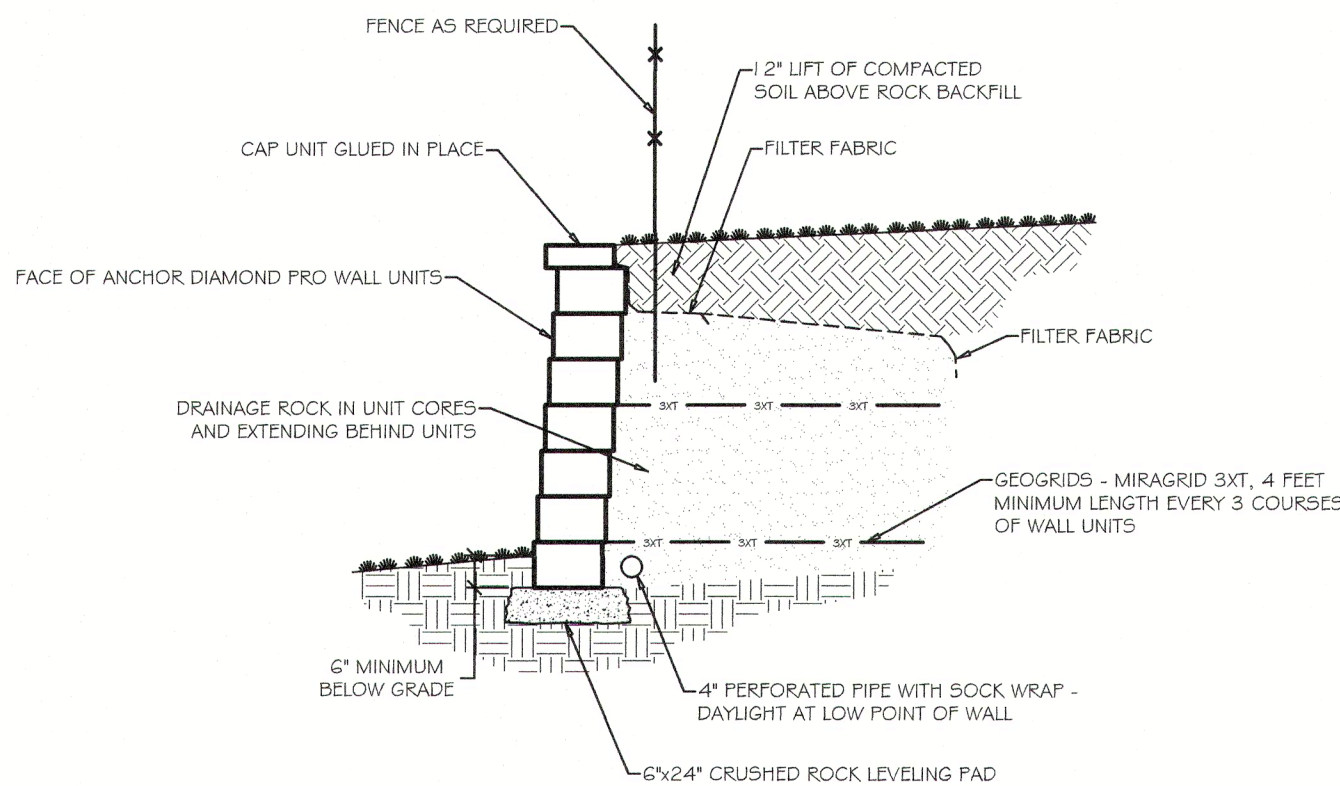 FENCE AS REQUIRED
12" LIFT OF COMPACTED
SOIL ABOVE ROCK BACKFILL
CAP UNIT GLUED IN PLACE
FILTER FABRIC
FACE OF ANCHOR DIAMOND PRO WALL UNITS
FILTER FABRIC
DRAINAGE ROCK IN UNIT CORES
AND EXTENDING BEHIND UNITS
3XT 3XT 3XT
GEOGRIDS - MIRAGRID 3XT, 4 FEET
MINIMUM LENGTH EVERY 3 COURSES
OF WALL UNITS
3XT 3XT 3XT
6" MINIMUM
BELOW GRADE
4" PERFORATED PIPE WITH SOCK WRAP -
DAYLIGHT AT LOW POINT OF WALL
6"x24" CRUSHED ROCK LEVELING PAD